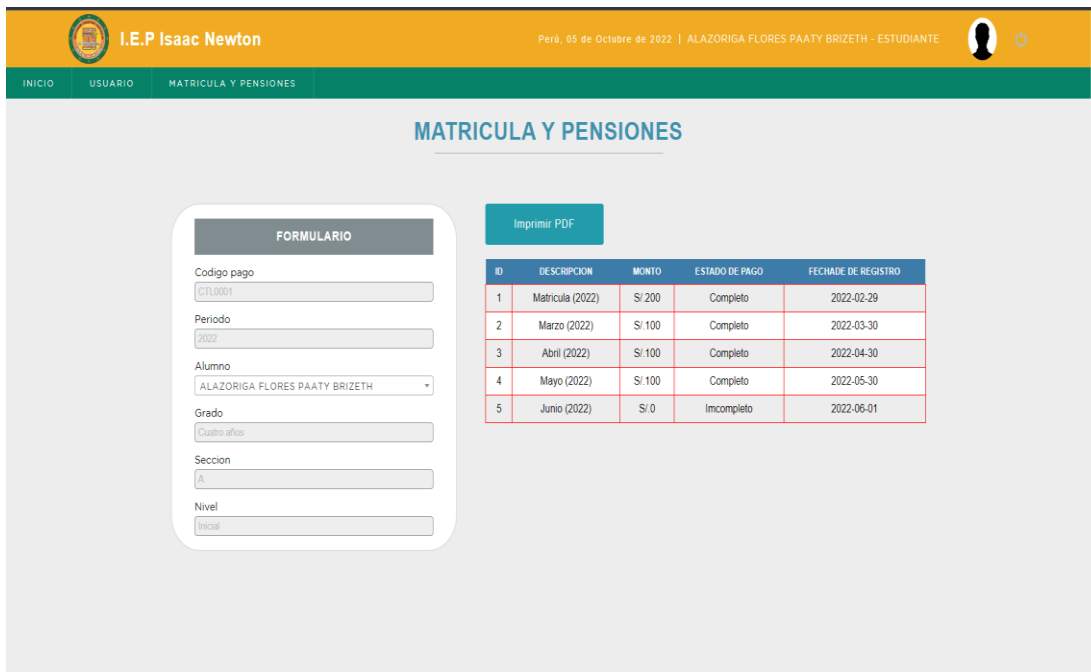 I.E.P Isaac Newton
Perú, 05 de Octubre de 2022 | ALAZORIGA FLORES PAATY BRIZETH - ESTUDIANTE
INICIO USUARIO MATRICULA Y PENSIONES
MATRICULA Y PENSIONES
FORMULARIO
Codigo pago
CTL0001
Periodo
2022
Alumno
ALAZORIGA FLORES PAATY BRIZETH
Grado
Cuatro años
Seccion
A
Nivel
Inicial
Imprimir PDF
ID DESCRIPCION MONTO ESTADO DE PAGO FECHADE DE REGISTRO
1 Matricula (2022) S/.200 Completo 2022-02-29
2 Marzo (2022) S/.100 Completo 2022-03-30
3 Abril (2022) S/.100 Completo 2022-04-30
4 Mayo (2022) S/.100 Completo 2022-05-30
5 Junio (2022) S/.0 Imcompleto 2022-06-01